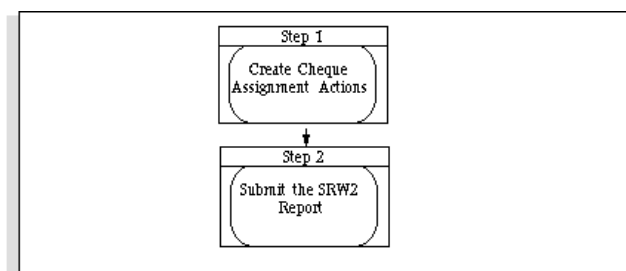 Step 1
Create Cheque
Assignment Actions
Step 2
Submit the SRW2
Report